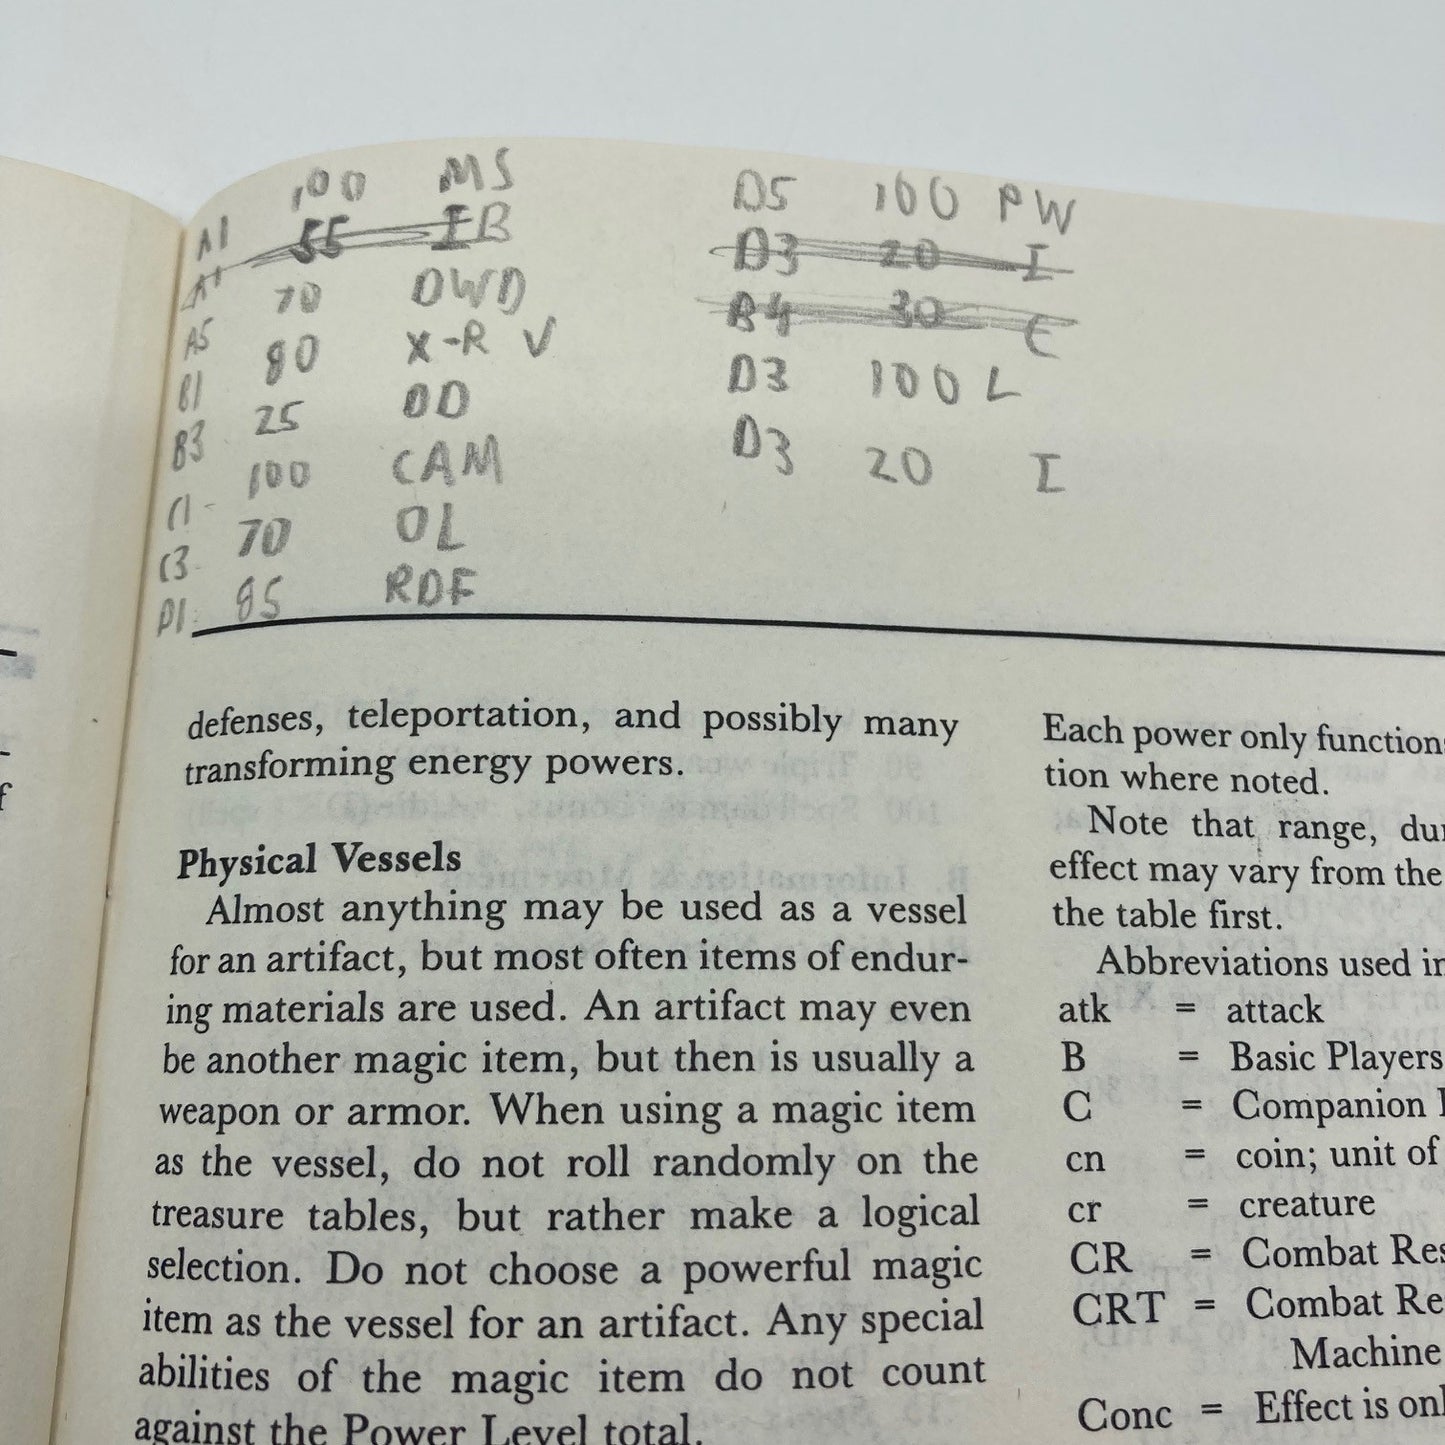 A1 100 MS
A1 55 IB
A5 70 DWD
B1 80 X-R V
B3 25 DD
C1- 100 CAM
C3- 70 OL
D1- 85 RDF
D5 100 PW
D3 20 I
B4 30 C
D3 100 L
D3 20 I
defenses, teleportation, and possibly many
transforming energy powers.
Physical Vessels
Almost anything may be used as a vessel
for an artifact, but most often items of endur-
ing materials are used. An artifact may even
be another magic item, but then is usually a
weapon or armor. When using a magic item
as the vessel, do not roll randomly on the
treasure tables, but rather make a logical
selection. Do not choose a powerful magic
item as the vessel for an artifact. Any special
abilities of the magic item do not count
against the Power Level total.
Each power only function
tion where noted.
Note that range, du
effect may vary from the
the table first.
Abbreviations used in
atk = attack
B = Basic Players
C = Companion
cn = coin; unit of
cr = creature
CR = Combat Res
CRT = Combat Re
Machine
Conc = Effect is onl